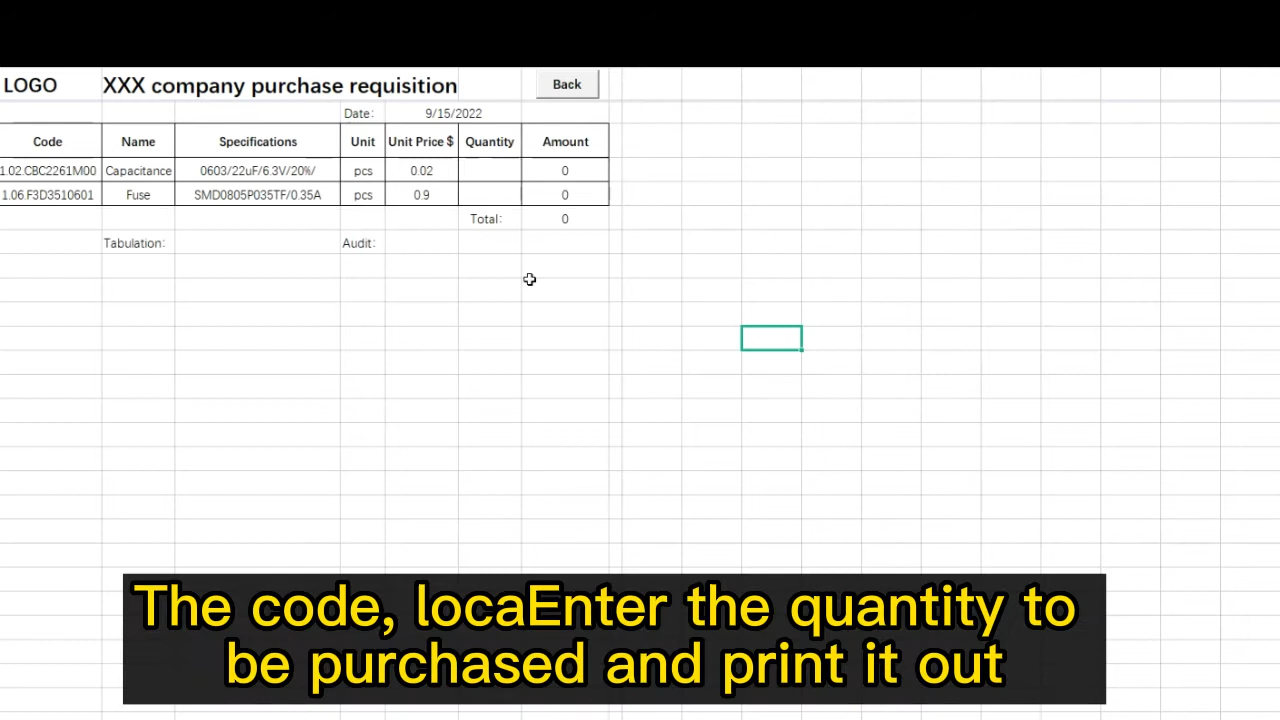 LOGO XXX company purchase requisition Back
Date: 9/15/2022
Code Name Specifications Unit Unit Price $ Quantity Amount
1.02.CBC2261M00 Capacitance 0603/22uF/6.3V/20%/ pcs 0.02 0
1.06.F3D3510601 Fuse SMD0805P035TF/0.35A pcs 0.9 0
Total: 0
Tabulation: Audit:
The code, locaEnter the quantity to
be purchased and print it out